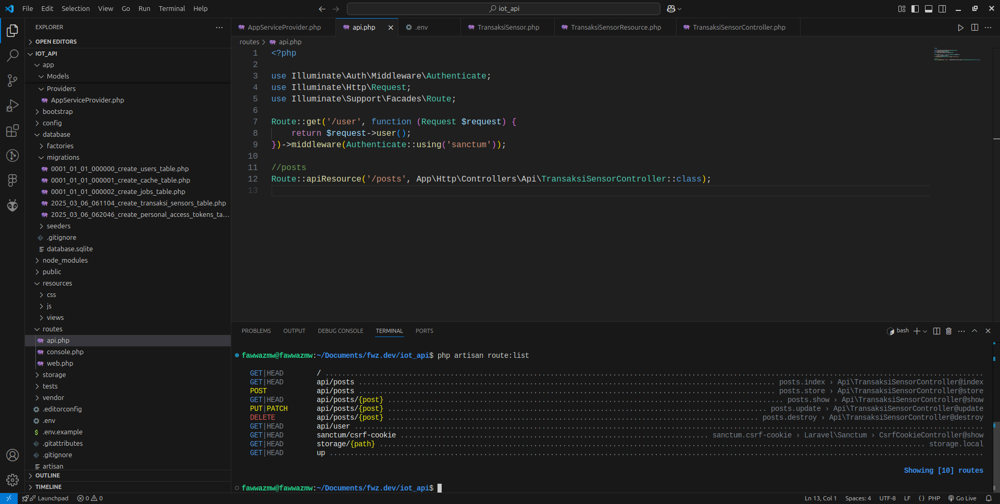 File Edit Selection View Go Run Terminal Help
iot_api
EXPLORER
OPEN EDITORS
IOT_API
app
Models
Providers
AppServiceProvider.php
bootstrap
config
database
factories
migrations
0001_01_01_000000_create_users_table.php
0001_01_01_000001_create_cache_table.php
0001_01_01_000002_create_jobs_table.php
2025_03_06_061104_create_transaksi_sensors_table.php
2025_03_06_062046_create_personal_access_tokens_ta...
seeders
.gitignore
database.sqlite
node_modules
public
resources
css
js
views
routes
api.php
console.php
web.php
storage
tests
vendor
.editorconfig
.env
.env.example
.gitattributes
.gitignore
artisan
OUTLINE
TIMELINE
AppServiceProvider.php api.php .env TransaksiSensor.php TransaksiSensorResource.php TransaksiSensorController.php
routes > api.php
1 <?php
2
3 use Illuminate\Auth\Middleware\Authenticate;
4 use Illuminate\Http\Request;
5 use Illuminate\Support\Facades\Route;
6
7 Route::get('/user', function (Request $request) {
8 return $request->user();
9 })->middleware(Authenticate::using('sanctum'));
10
11 //posts
12 Route::apiResource('/posts', App\Http\Controllers\Api\TransaksiSensorController::class);
13
PROBLEMS OUTPUT DEBUG CONSOLE TERMINAL PORTS
bash
fawwazmw@fawwazmw:~/Documents/fwz.dev/iot_api$ php artisan route:list
GET|HEAD / ....................
GET|HEAD api/posts .................... posts.index › Api\TransaksiSensorController@index
POST api/posts .................... posts.store › Api\TransaksiSensorController@store
GET|HEAD api/posts/{post} .................... posts.show › Api\TransaksiSensorController@show
PUT|PATCH api/posts/{post} .................... posts.update › Api\TransaksiSensorController@update
DELETE api/posts/{post} .................... posts.destroy › Api\TransaksiSensorController@destroy
GET|HEAD api/user ....................
GET|HEAD sanctum/csrf-cookie .................... sanctum.csrf-cookie › Laravel\Sanctum › CsrfCookieController@show
GET|HEAD storage/{path} .................... storage.local
GET|HEAD up ....................
Showing [10] routes
fawwazmw@fawwazmw:~/Documents/fwz.dev/iot_api$
Launchpad 0 0 Ln 13, Col 1 Spaces: 4 UTF-8 LF {} PHP Go Live